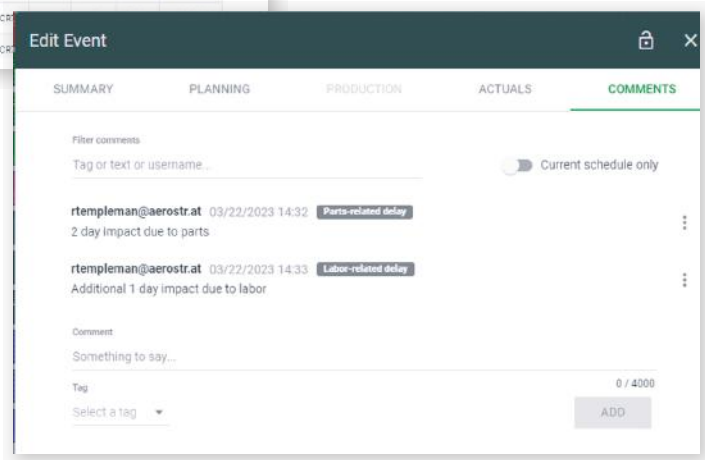 Edit Event
SUMMARY PLANNING PRODUCTION ACTUALS COMMENTS
Filter comments
Tag or text or username...
Current schedule only
rtempleman@aerostr.at 03/22/2023 14:32 Parts-related delay
2 day impact due to parts
rtempleman@aerostr.at 03/22/2023 14:33 Labor-related delay
Additional 1 day impact due to labor
Comment
Something to say...
Tag 0 / 4000
Select a tag ADD